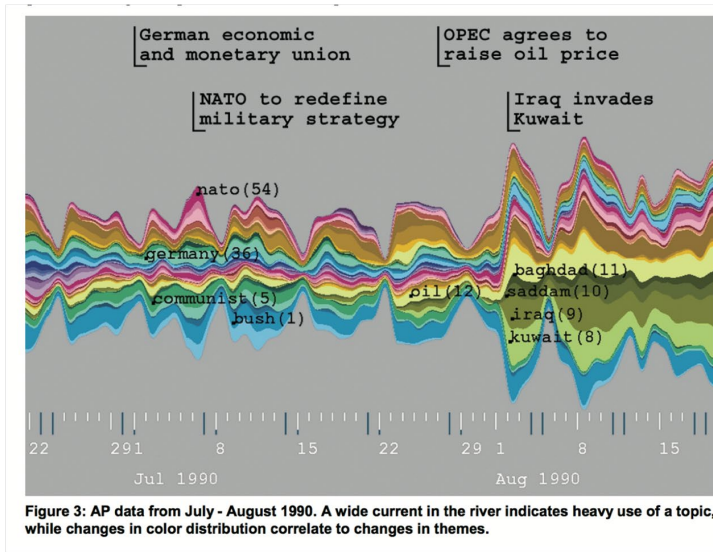 German economic
and monetary union
OPEC agrees to
raise oil price
NATO to redefine
military strategy
Iraq invades
Kuwait
nato(54)
germany(36)
communist(5)
bush(1)
oil(12)
baghdad(11)
saddam(10)
iraq(9)
kuwait(8)
22 29 1 8 15 22 29 1 8 15
Jul 1990 Aug 1990
Figure 3: AP data from July - August 1990. A wide current in the river indicates heavy use of a topic,
while changes in color distribution correlate to changes in themes.